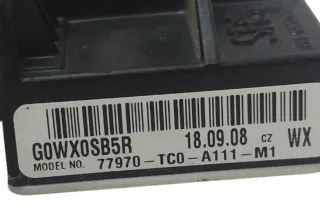 G0WX0SB5R 18.09.08 CZ WX
MODEL NO. 77970-TC0-A111-M1